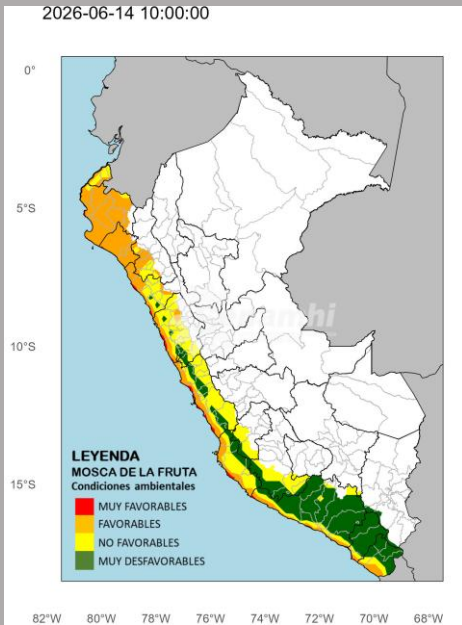 2026-06-14 10:00:00
0°
5°S
10°S
15°S
LEYENDA
MOSCA DE LA FRUTA
Condiciones ambientales
MUY FAVORABLES
FAVORABLES
NO FAVORABLES
MUY DESFAVORABLES
82°W 80°W 78°W 76°W 74°W 72°W 70°W 68°W